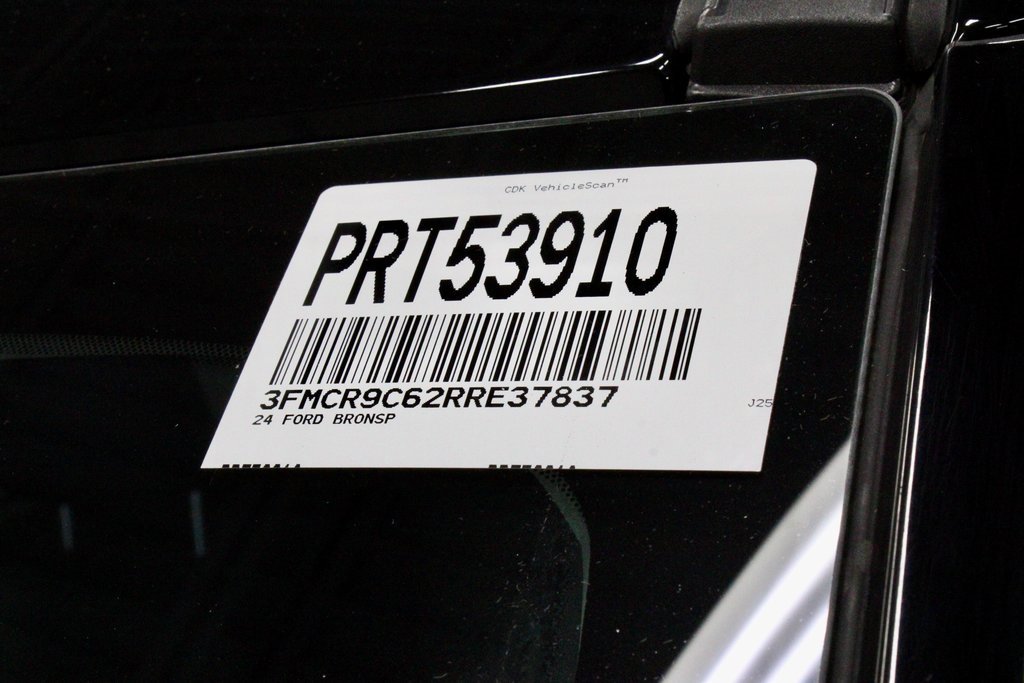 CDK VehicleScan™
PRT53910
3FMCR9C62RRE37837
24 FORD BRONSP
J25